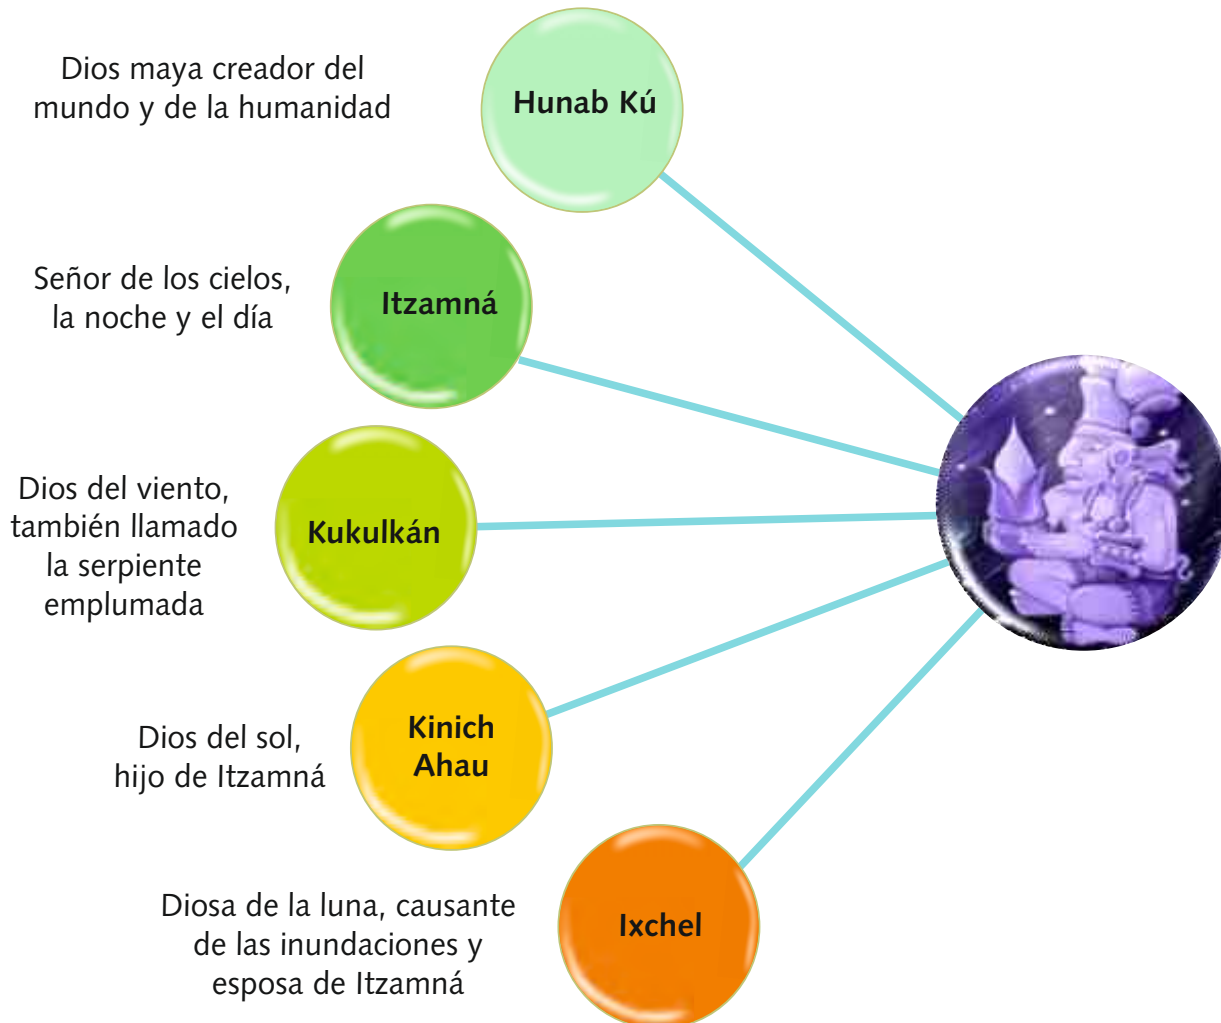 Dios maya creador del
mundo y de la humanidad
Hunab Kú
Señor de los cielos,
la noche y el día
Itzamná
Dios del viento,
también llamado
la serpiente
emplumada
Kukulkán
Dios del sol,
hijo de Itzamná
Kinich
Ahau
Diosa de la luna, causante
de las inundaciones y
esposa de Itzamná
Ixchel